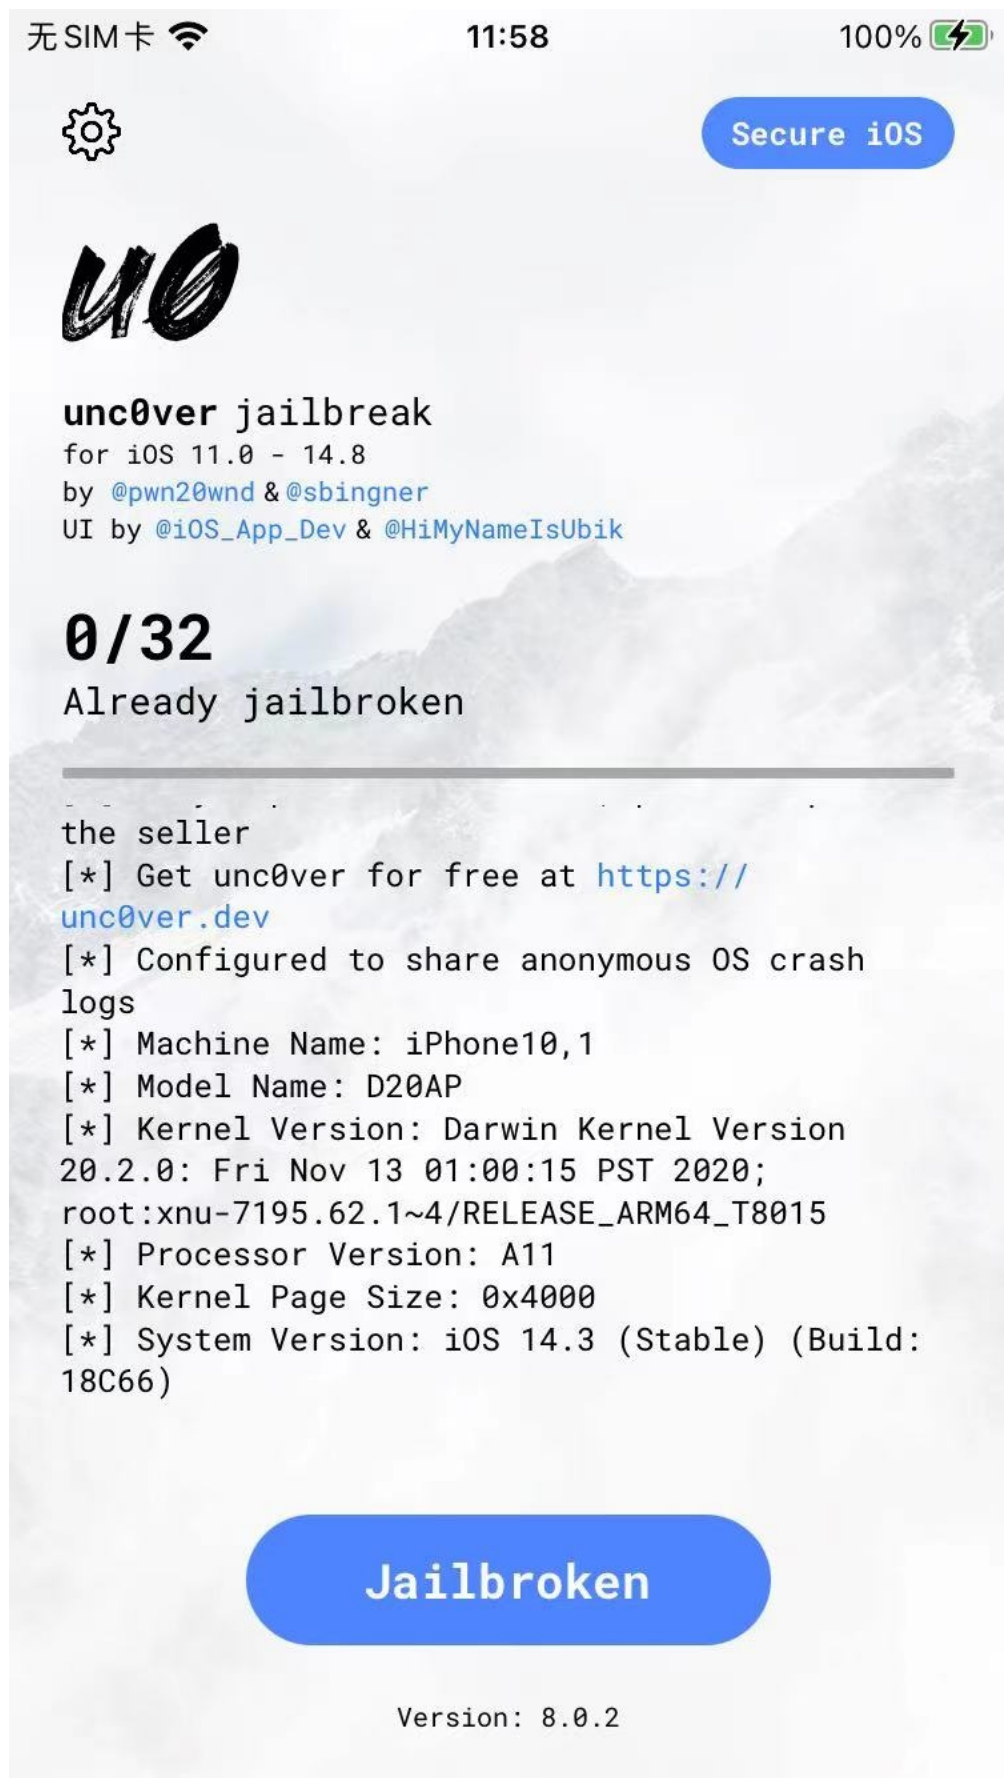 无SIM卡 11:58 100%
Secure iOS
u0
unc0ver jailbreak
for iOS 11.0 - 14.8
by @pwn20wnd & @sbingner
UI by @iOS_App_Dev & @HiMyNameIsUbik
0/32
Already jailbroken
the seller
[*] Get unc0ver for free at https://
unc0ver.dev
[*] Configured to share anonymous OS crash
logs
[*] Machine Name: iPhone10,1
[*] Model Name: D20AP
[*] Kernel Version: Darwin Kernel Version
20.2.0: Fri Nov 13 01:00:15 PST 2020;
root:xnu-7195.62.1~4/RELEASE_ARM64_T8015
[*] Processor Version: A11
[*] Kernel Page Size: 0x4000
[*] System Version: iOS 14.3 (Stable) (Build:
18C66)
Jailbroken
Version: 8.0.2